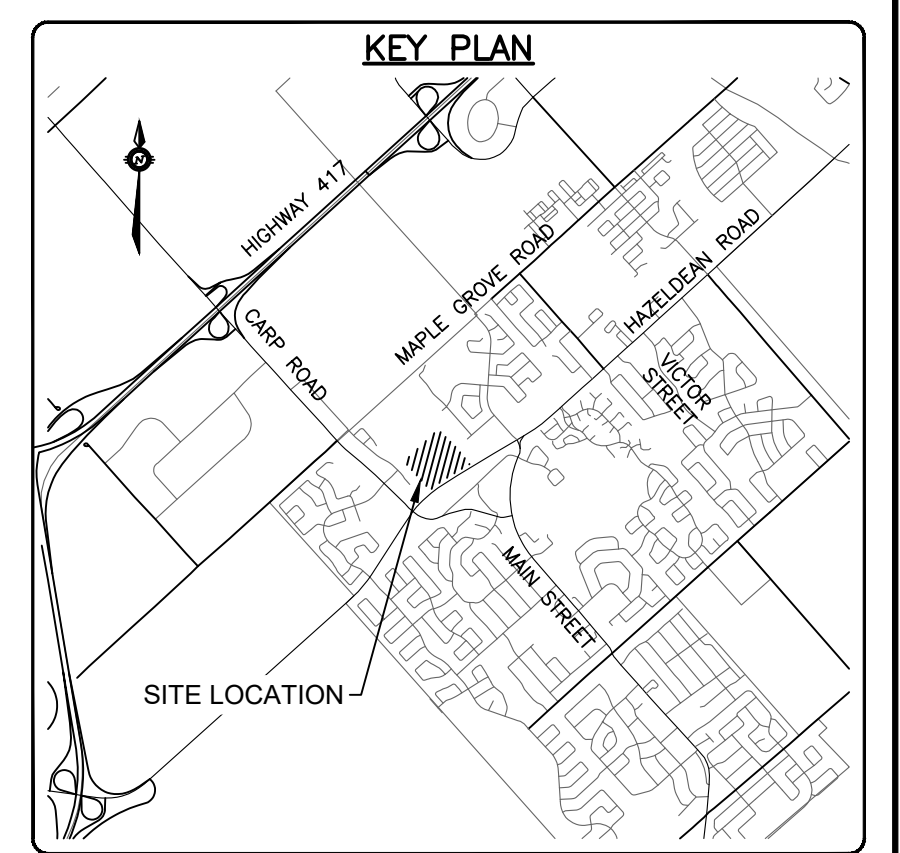 KEY PLAN
N
HIGHWAY 417
MAPLE GROVE ROAD
HAZELDEAN ROAD
CARP ROAD
VICTOR
STREET
MAIN STREET
SITE LOCATION